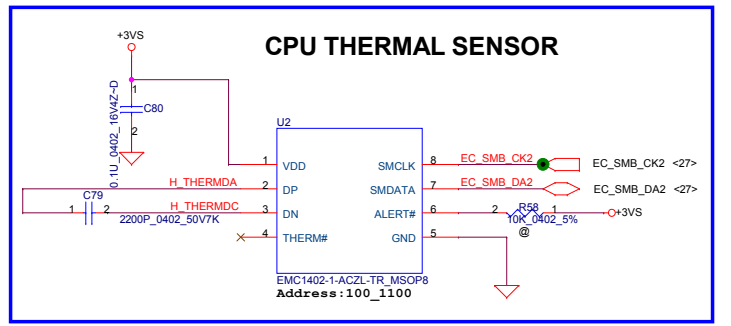 +3VS
CPU THERMAL SENSOR
1
C80
2
0.1U_0402_16V4Z~D
U2
1 VDD SMCLK 8 EC_SMB_CK2 EC_SMB_CK2 <27>
H_THERMDA 2 DP SMDATA 7 EC_SMB_DA2 EC_SMB_DA2 <27>
C79
1 2 H_THERMDC 3 DN ALERT# 6 2 R58 1 +3VS
2200P_0402_50V7K 10K_0402_5%
@
4 THERM# GND 5
EMC1402-1-ACZL-TR_MSOP8
Address:100_1100